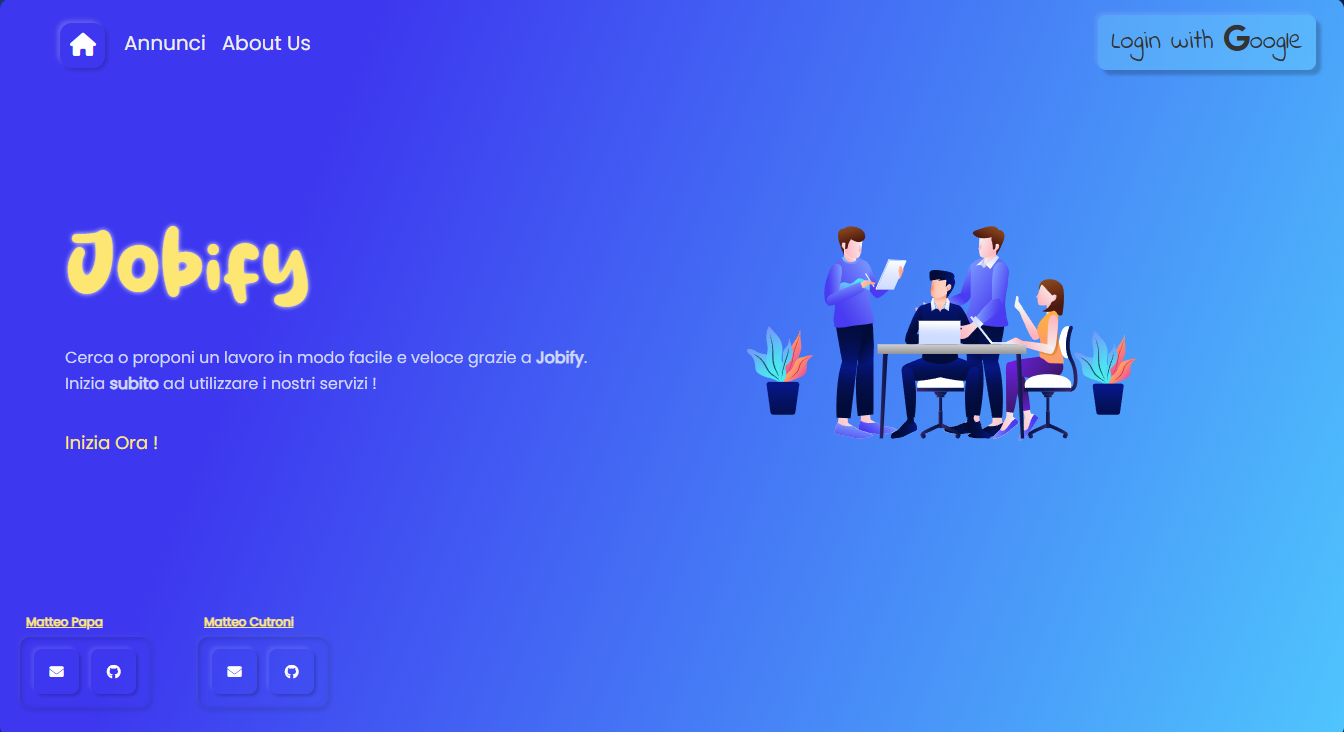 Annunci About Us
Login with Google
Jobify
Cerca o proponi un lavoro in modo facile e veloce grazie a Jobify.
Inizia subito ad utilizzare i nostri servizi !
Inizia Ora !
Matteo Papa
Matteo Cutroni